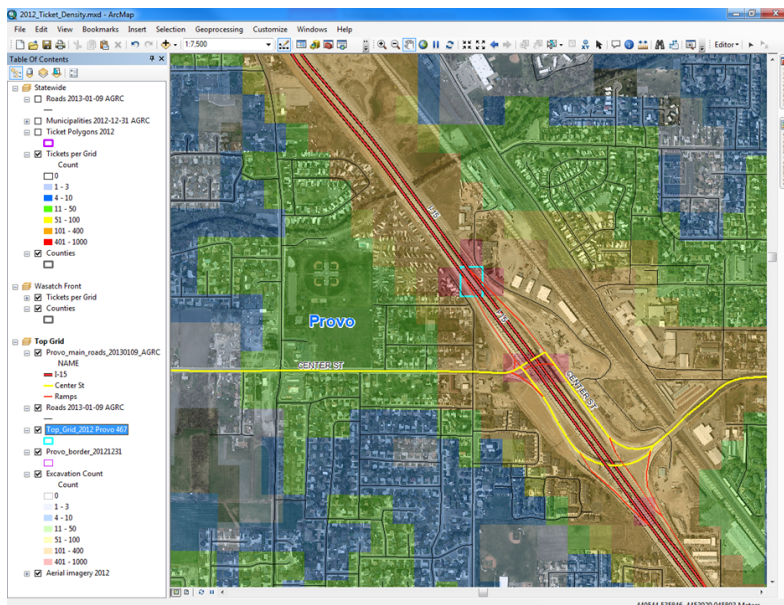 2012_Ticket_Density.mxd - ArcMap
File Edit View Bookmarks Insert Selection Geoprocessing Customize Windows Help
1:7,500
Editor
Table Of Contents
Statewide
Roads 2013-01-09 AGRC
Municipalities 2012-12-31 AGRC
Ticket Polygons 2012
Tickets per Grid
Count
0
1 - 3
4 - 10
11 - 50
51 - 100
101 - 400
401 - 1000
Counties
Wasatch Front
Tickets per Grid
Counties
Top Grid
Provo_main_roads_20130109_AGRC
NAME
I-15
Center St
Ramps
Roads 2013-01-09 AGRC
Top_Grid_2012 Provo 467
Provo_border_20121231
Excavation Count
Count
0
1 - 3
4 - 10
11 - 50
51 - 100
101 - 400
401 - 1000
Aerial imagery 2012
I-15
I-15
Provo
CENTER ST
CENTER ST